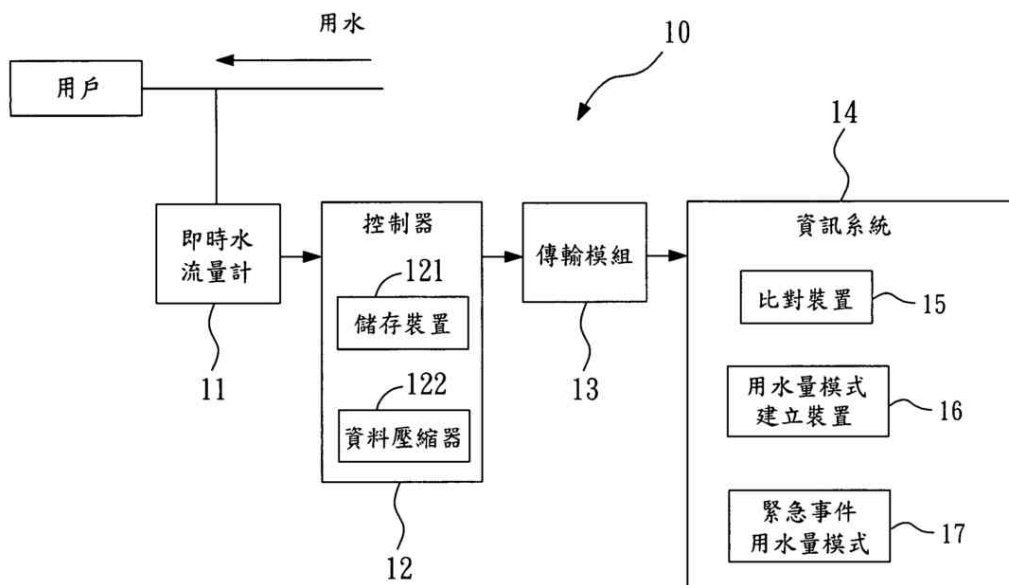 用水
10
用戶
14
即時水
流量計
11
控制器
121
儲存裝置
122
資料壓縮器
12
傳輸模組
13
資訊系統
比對裝置
15
用水量模式
建立裝置
16
緊急事件
用水量模式
17